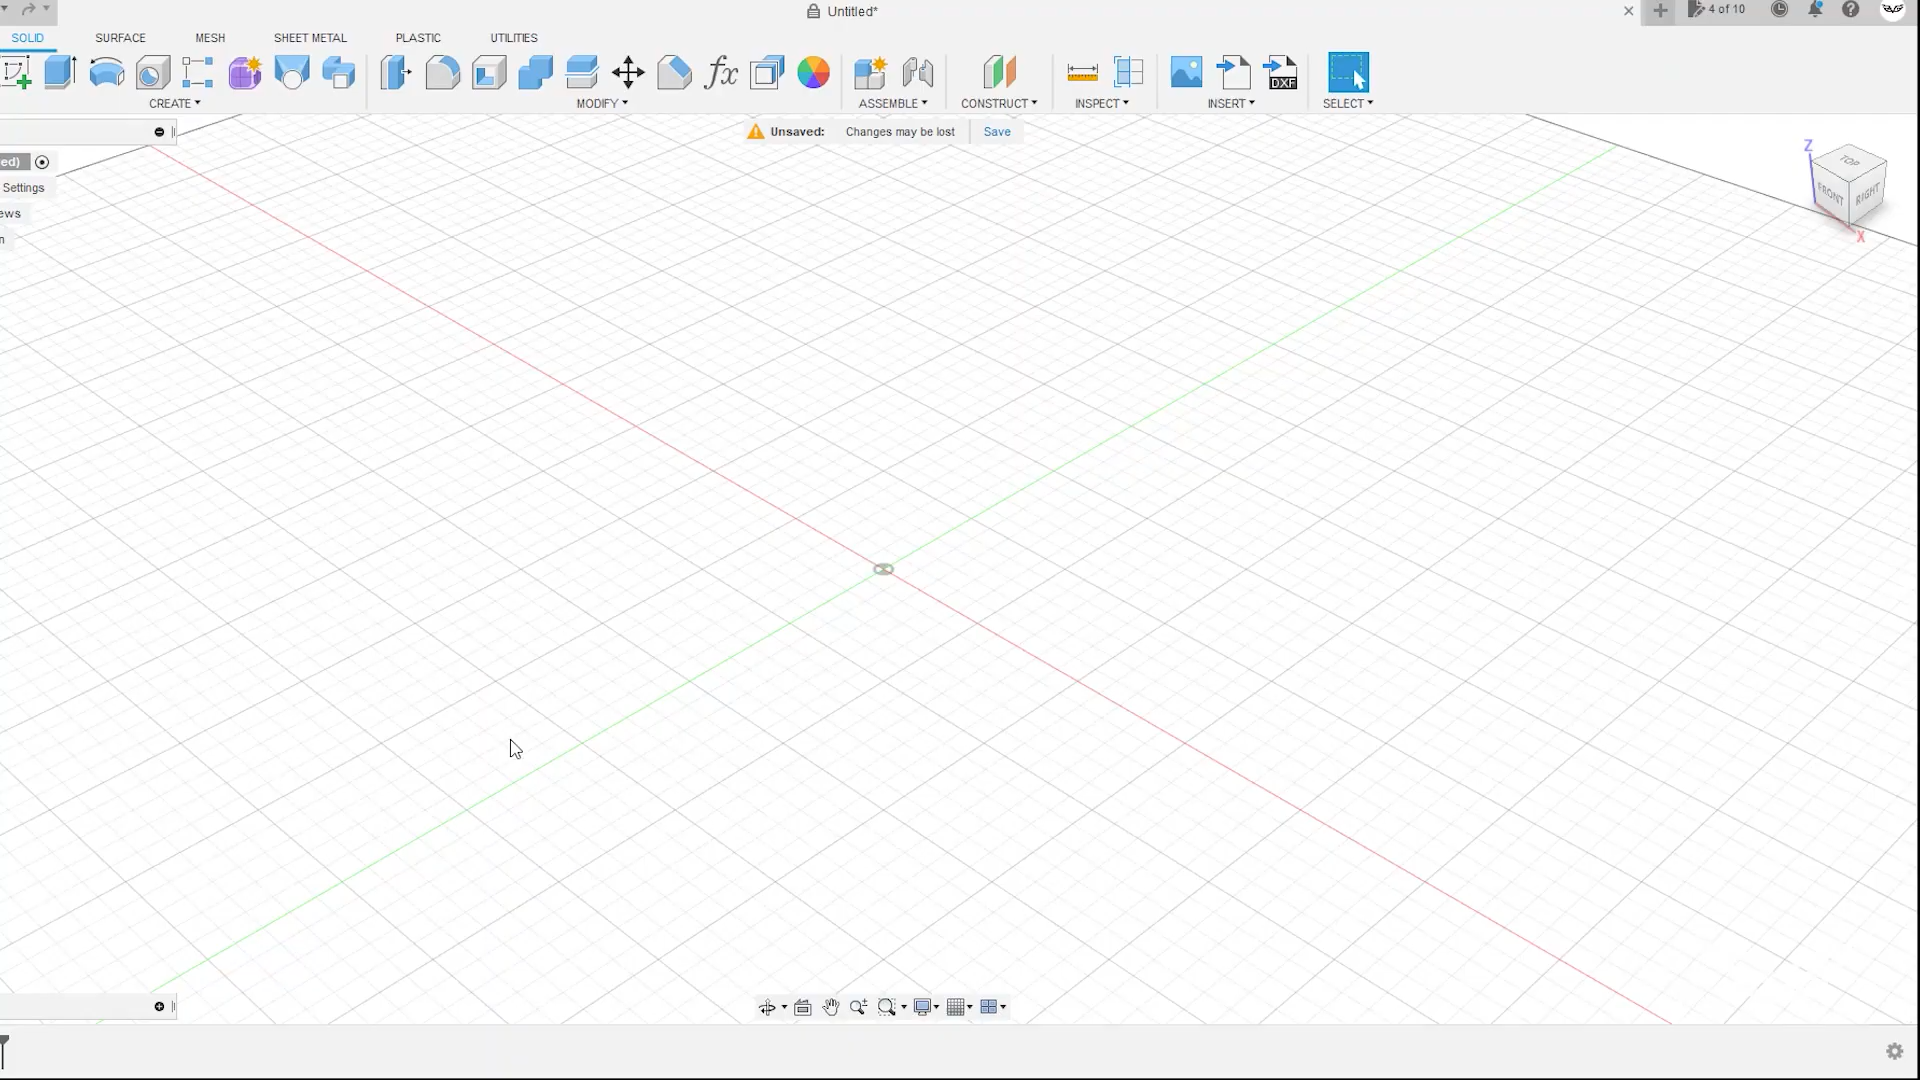 Untitled*
4 of 10
SOLID
SURFACE
MESH
SHEET METAL
PLASTIC
UTILITIES
fx
DXF
CREATE
MODIFY
ASSEMBLE
CONSTRUCT
INSPECT
INSERT
SELECT
Unsaved: Changes may be lost Save
ed)
Settings
ews
n
Z
TOP
FRONT
RIGHT
X